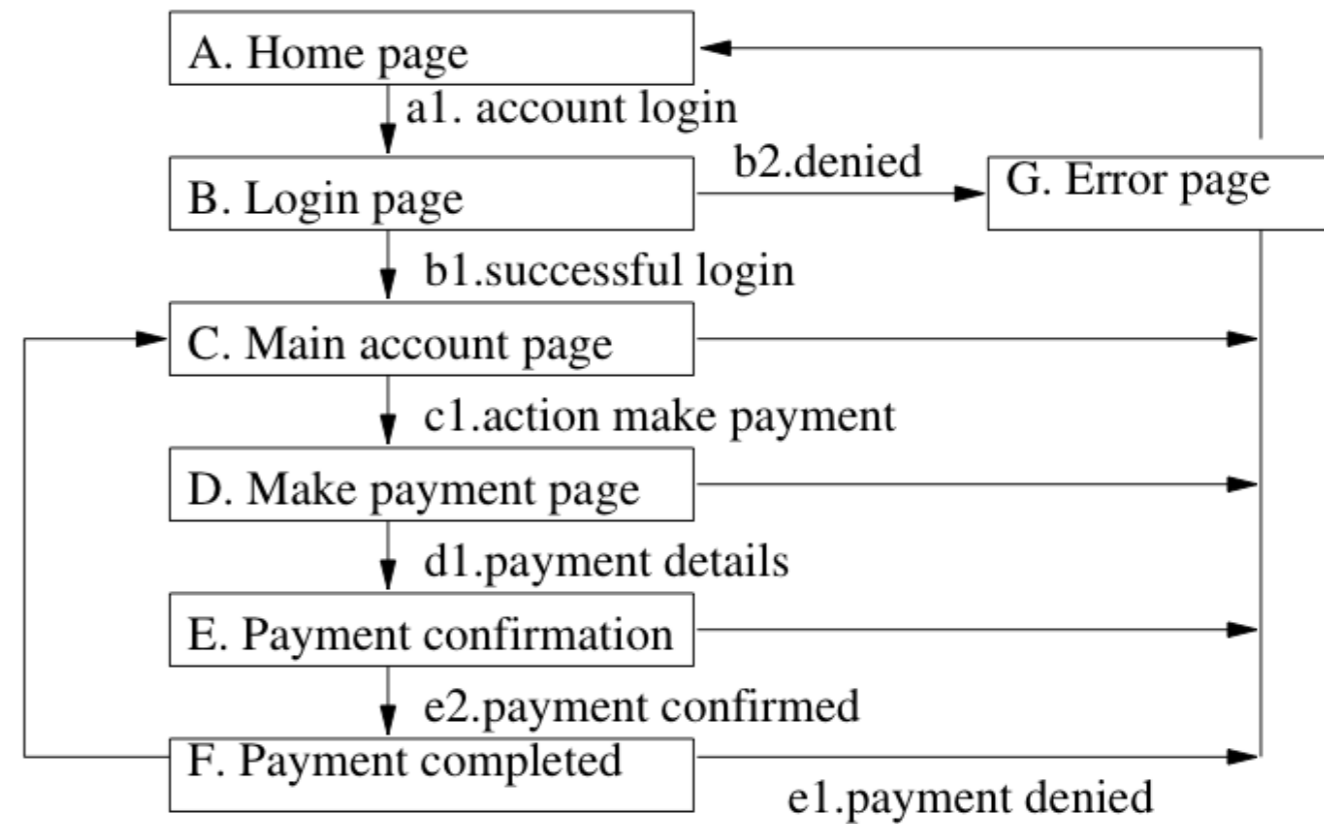 A. Home page
a1. account login
b2.denied
G. Error page
B. Login page
b1.successful login
C. Main account page
c1.action make payment
D. Make payment page
d1.payment details
E. Payment confirmation
e2.payment confirmed
F. Payment completed
e1.payment denied